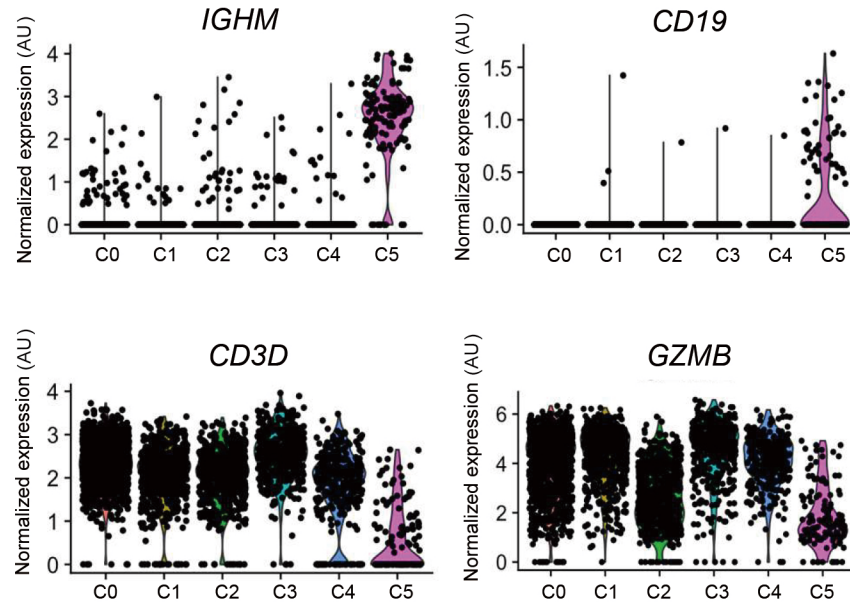 IGHM
Normalized expression (AU)
4
3
2
1
0
C0 C1 C2 C3 C4 C5
CD19
Normalized expression (AU)
1.5
1.0
0.5
0.0
C0 C1 C2 C3 C4 C5
CD3D
Normalized expression (AU)
4
3
2
1
0
C0 C1 C2 C3 C4 C5
GZMB
Normalized expression (AU)
6
4
2
0
C0 C1 C2 C3 C4 C5